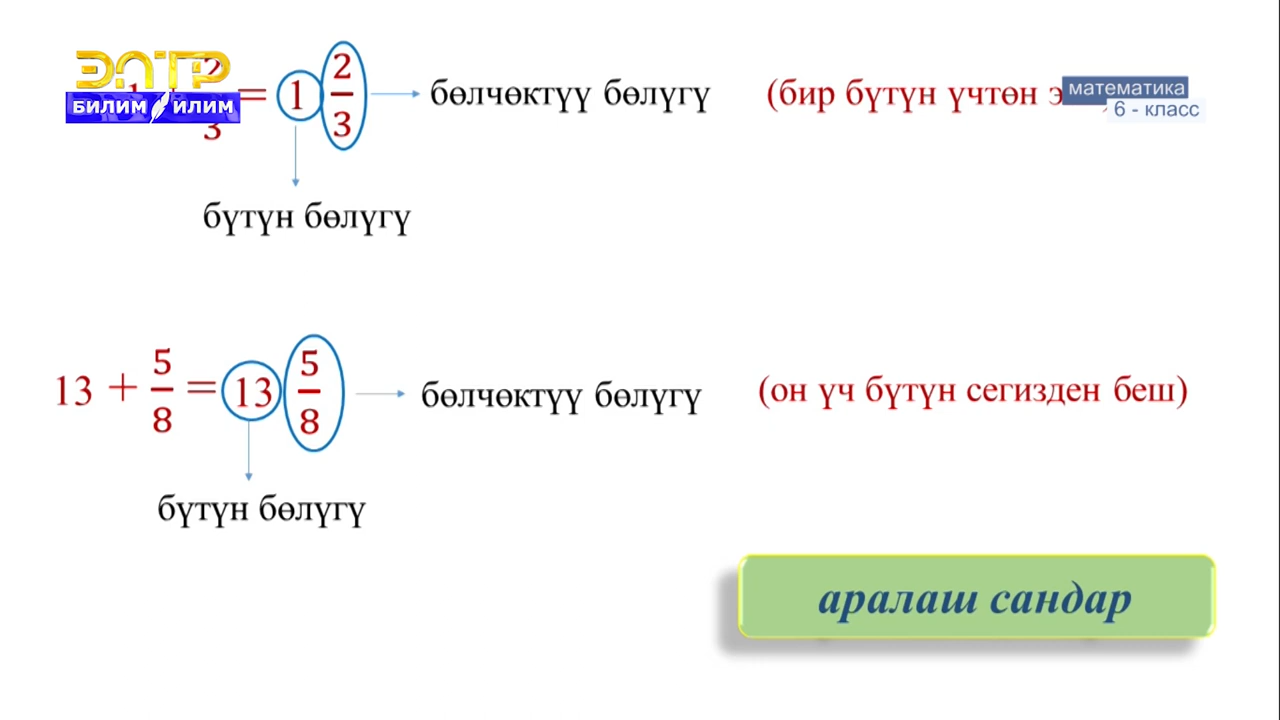 ЭЛТР
БИЛИМ ИЛИМ
= 1 2/3 бөлчөктүү бөлүгү (бир бүтүн үчтөн
математика
6 - класс
бүтүн бөлүгү
13 + 5/8 = 13 5/8 бөлчөктүү бөлүгү (он үч бүтүн сегизден беш)
бүтүн бөлүгү
аралаш сандар